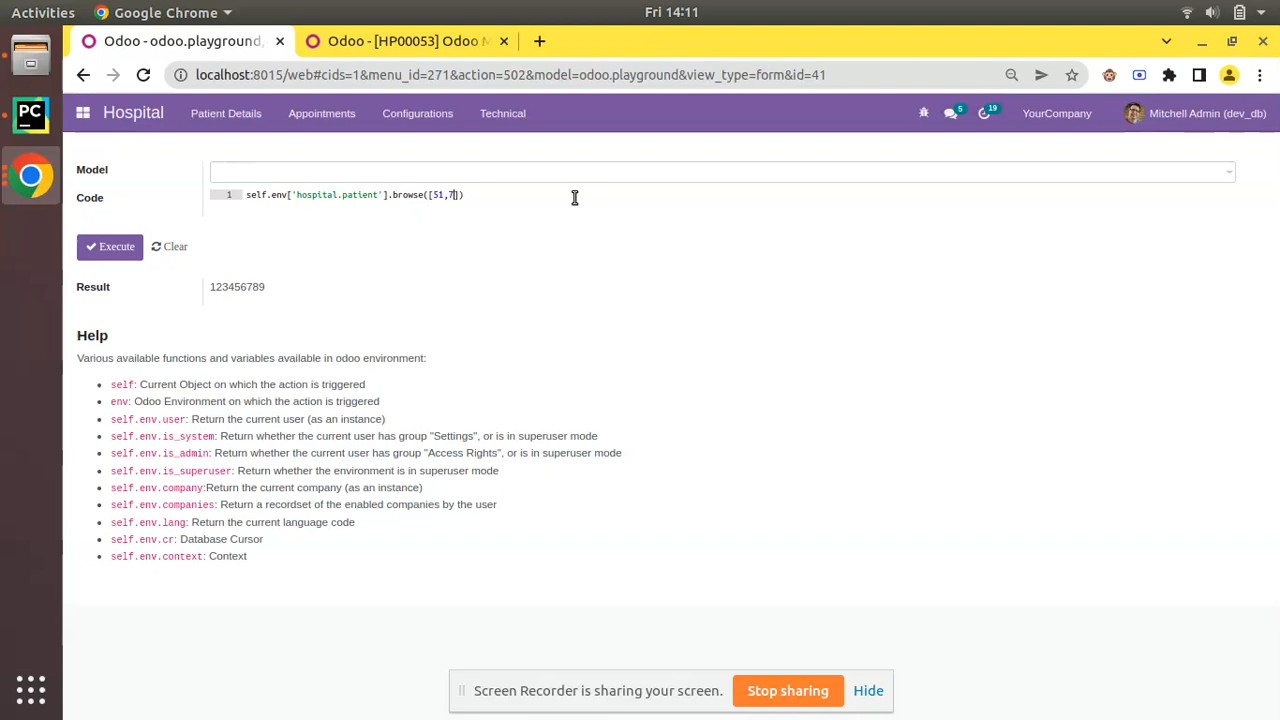 Activities Google Chrome Fri 14:11
Odoo - odoo.playground, Odoo - [HP00053] Odoo M
localhost:8015/web#cids=1&menu_id=271&action=502&model=odoo.playground&view_type=form&id=41
Hospital Patient Details Appointments Configurations Technical 5 19 YourCompany Mitchell Admin (dev_db)
Model
Code 1 self.env['hospital.patient'].browse([51,7])
Execute Clear
Result 123456789
Help
Various available functions and variables available in odoo environment:
self: Current Object on which the action is triggered
env: Odoo Environment on which the action is triggered
self.env.user: Return the current user (as an instance)
self.env.is_system: Return whether the current user has group "Settings", or is in superuser mode
self.env.is_admin: Return whether the current user has group "Access Rights", or is in superuser mode
self.env.is_superuser: Return whether the environment is in superuser mode
self.env.company:Return the current company (as an instance)
self.env.companies: Return a recordset of the enabled companies by the user
self.env.lang: Return the current language code
self.env.cr: Database Cursor
self.env.context: Context
Screen Recorder is sharing your screen. Stop sharing Hide
PC